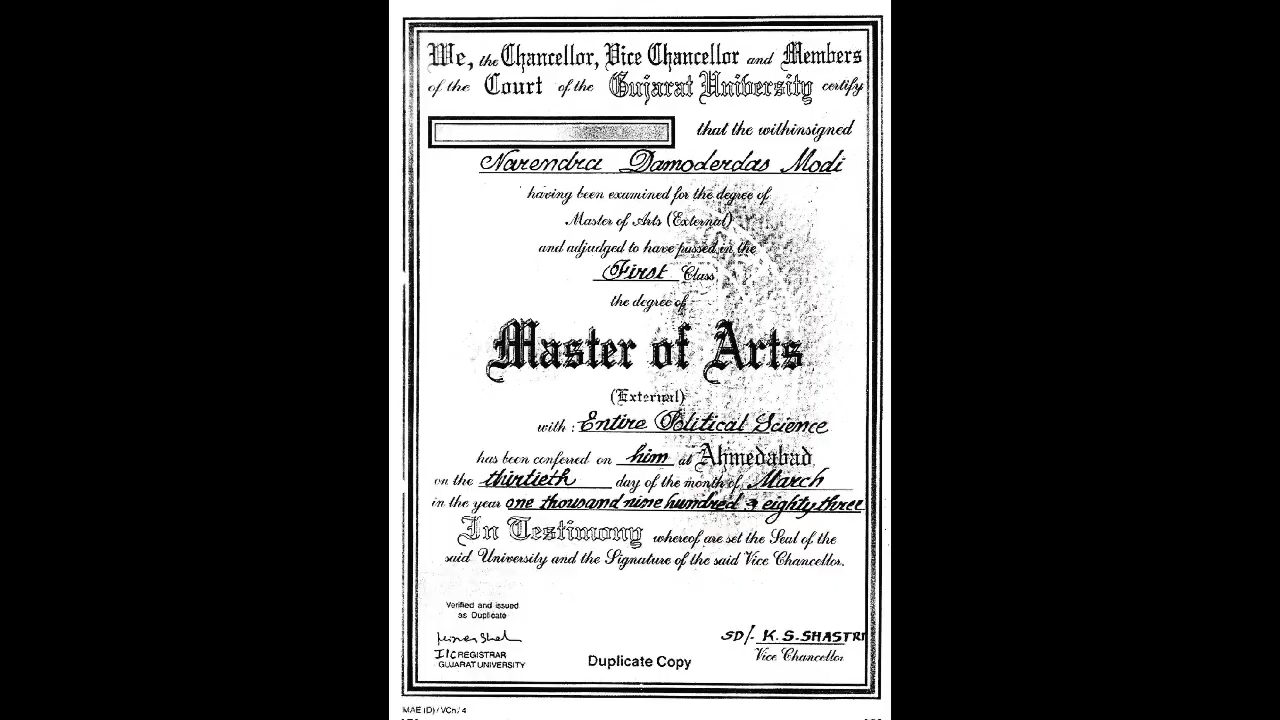 We, the Chancellor, Vice Chancellor and Members
of the Court of the Gujarat University certify
that the withinsigned
Narendra Damoderdas Modi
having been examined for the degree of
Master of Arts (External)
and adjudged to have passed in the
First Class
the degree of
Master of Arts
(External)
with : Entire Political Science
has been conferred on him at Ahmedabad
on the thirtieth day of the month of March
in the year one thousand nine hundred & eighty three
In Testimony whereof are set the Seal of the
said University and the Signature of the said Vice Chancellor.
Verified and issued
as Duplicate
SD/- K. S. SHASTRI
I/C REGISTRAR
Vice Chancellor
GUJARAT UNIVERSITY
Duplicate Copy
MAE (D) / VCn / 4